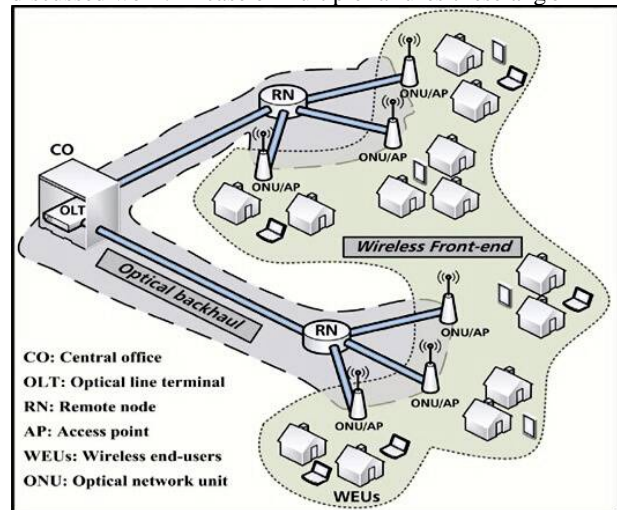 RN
ONU/AP
ONU/AP
CO
ONU/AP
OLT
Wireless Front-end
Optical backhaul
RN
ONU/AP
CO: Central office
OLT: Optical line terminal
RN: Remote node
ONU/AP
AP: Access point
ONU/AP
WEUs: Wireless end-users
ONU: Optical network unit
WEUs